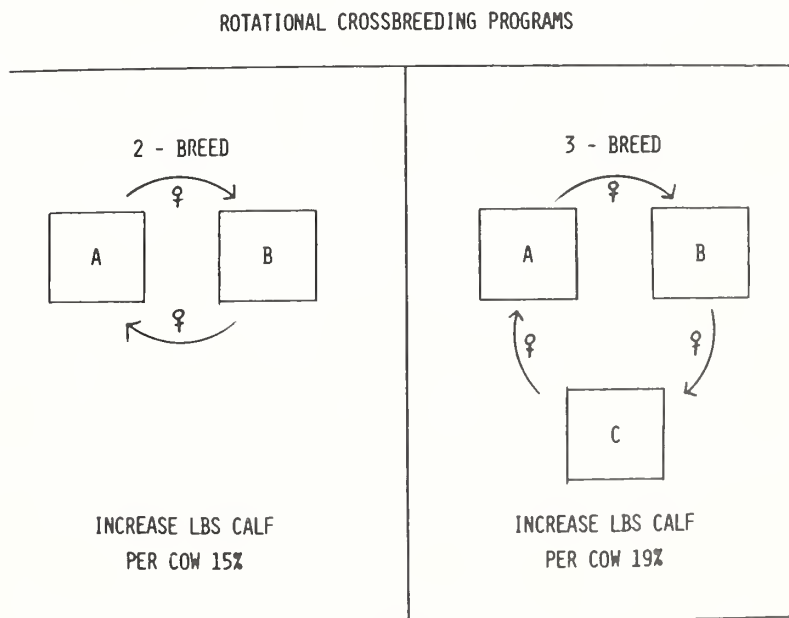 ROTATIONAL CROSSBREEDING PROGRAMS
2 - BREED
♀
A
B
♀
INCREASE LBS CALF
PER COW 15%
3 - BREED
♀
A
B
♀
♀
C
INCREASE LBS CALF
PER COW 19%